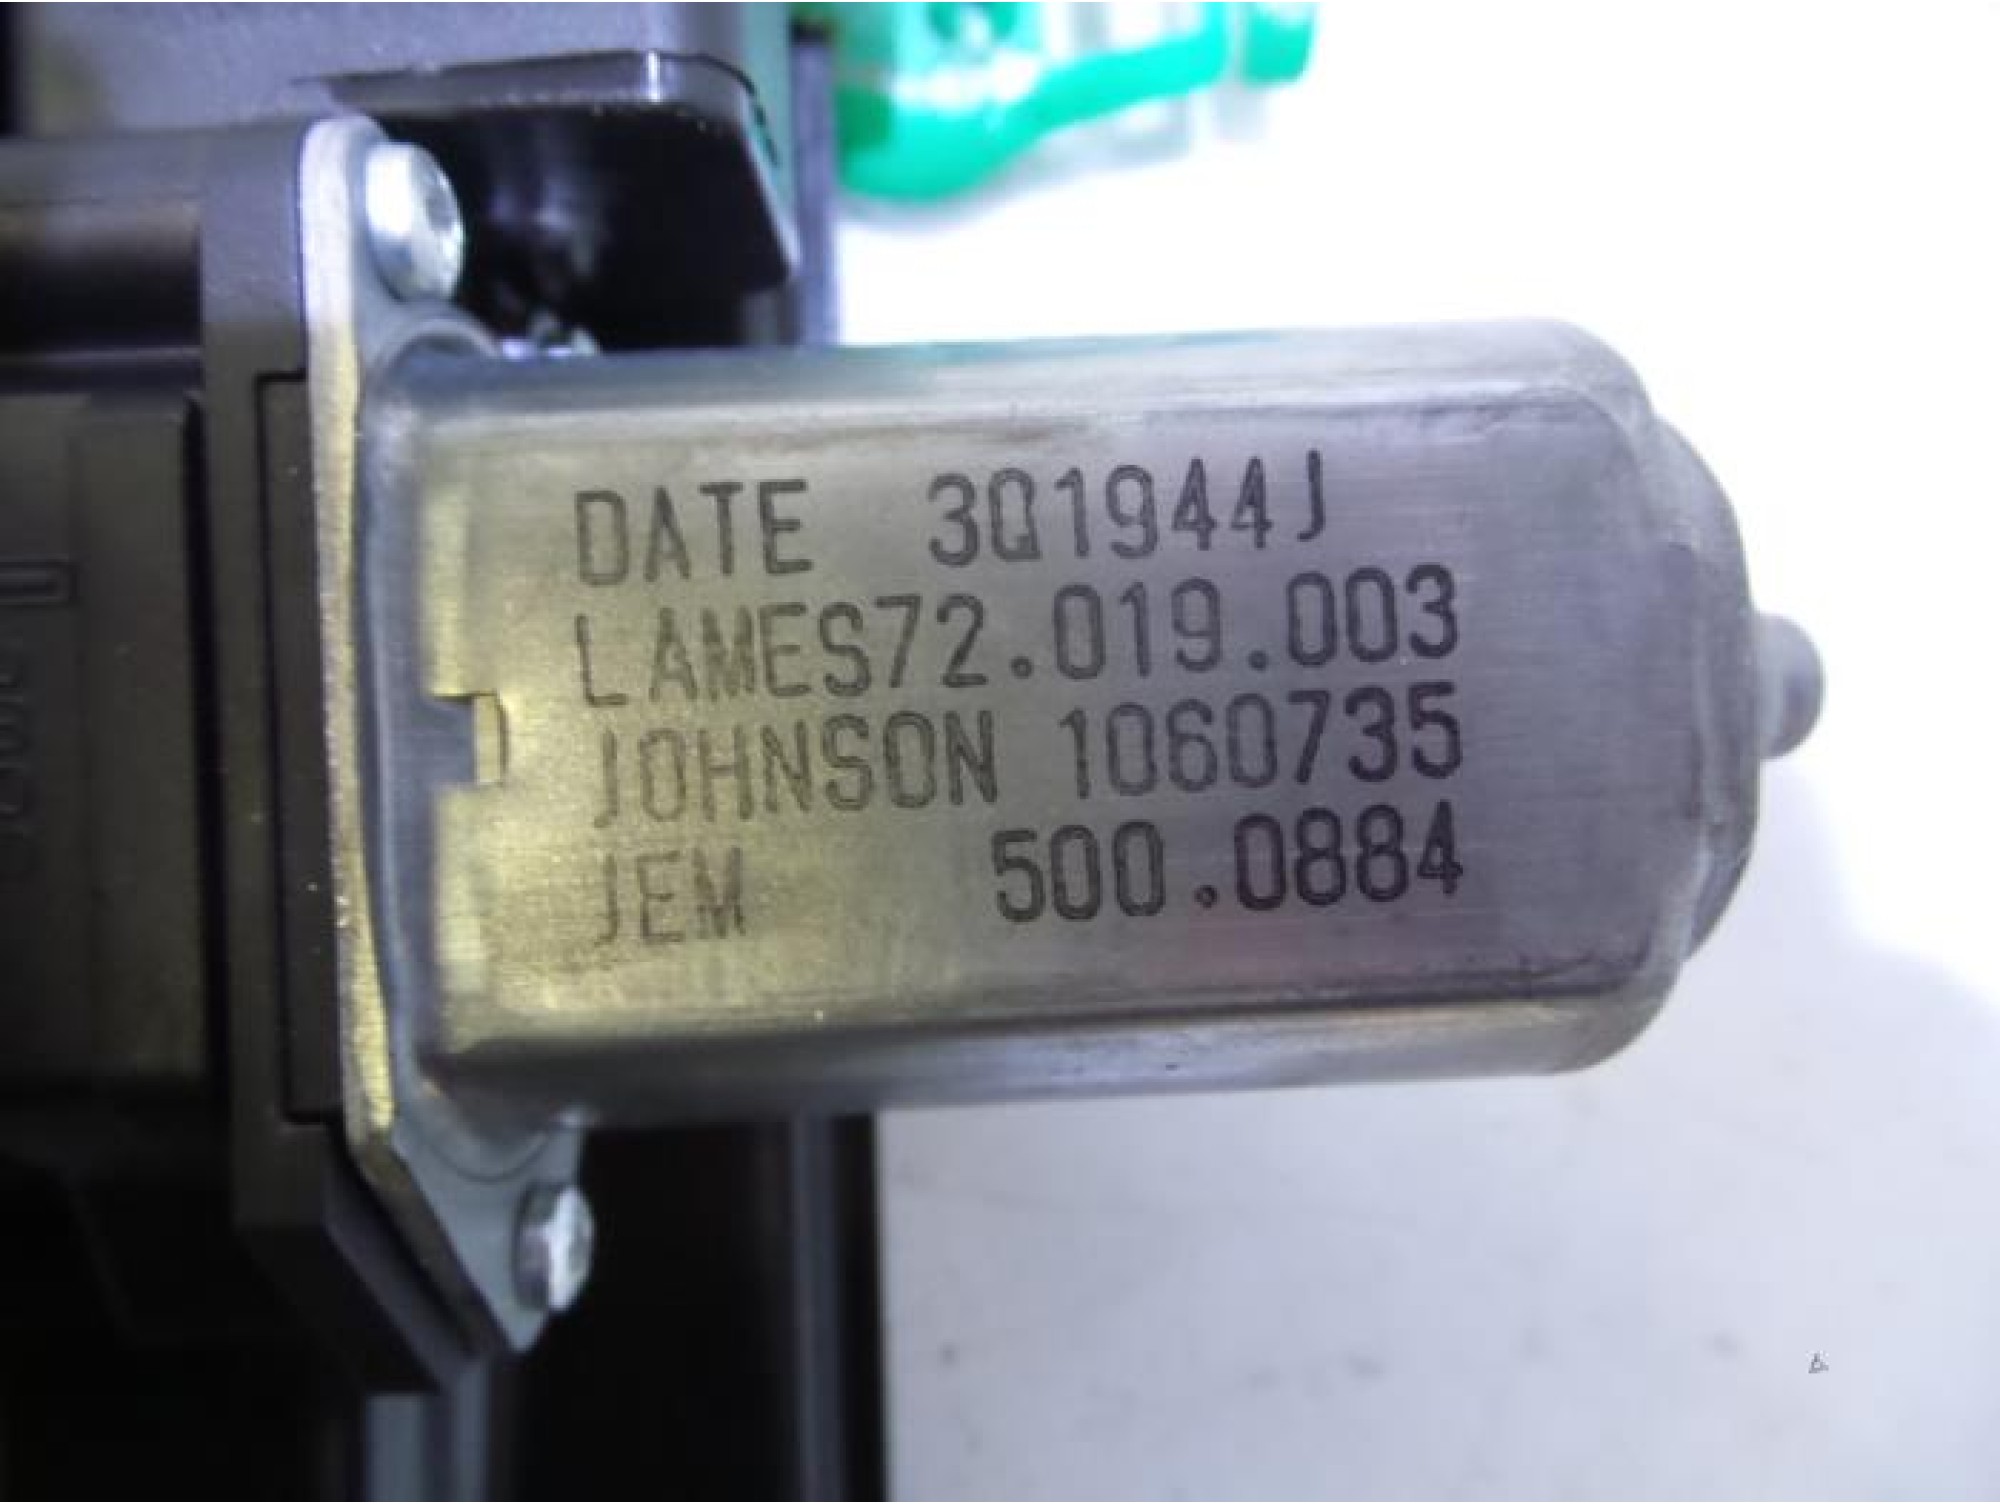 DATE 3Q1944J
LAMES72.019.003
JOHNSON 1060735
JEM 500.0884